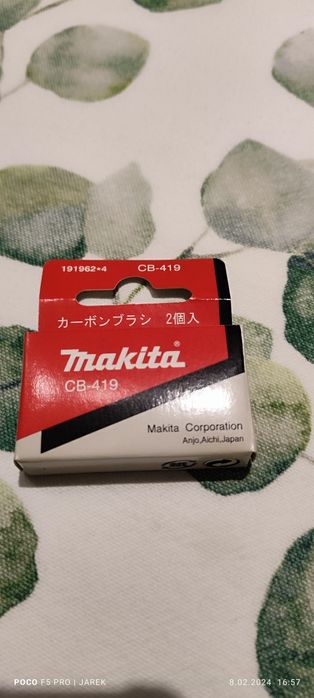 191962*4 CB-419
カーボンブラシ 2個入
makita®
CB-419
Makita Corporation
Anjo,Aichi,Japan
POCO F5 PRO | JAREK
8.02.2024 16:57